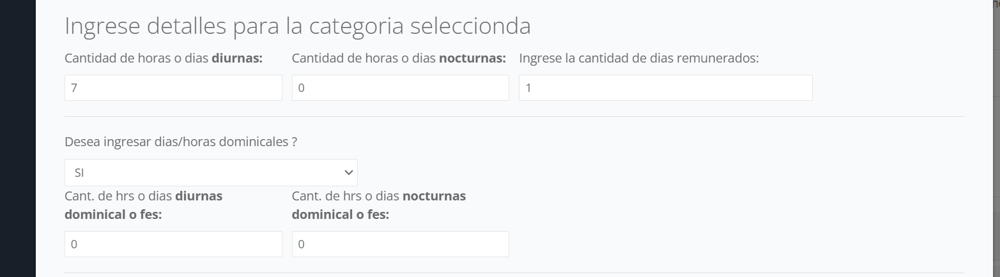 Ingrese detalles para la categoria seleccionda
Cantidad de horas o dias diurnas: Cantidad de horas o dias nocturnas: Ingrese la cantidad de dias remunerados:
7 0 1
Desea ingresar dias/horas dominicales ?
SI
Cant. de hrs o dias diurnas
dominical o fes:
Cant. de hrs o dias nocturnas
dominical o fes:
0 0